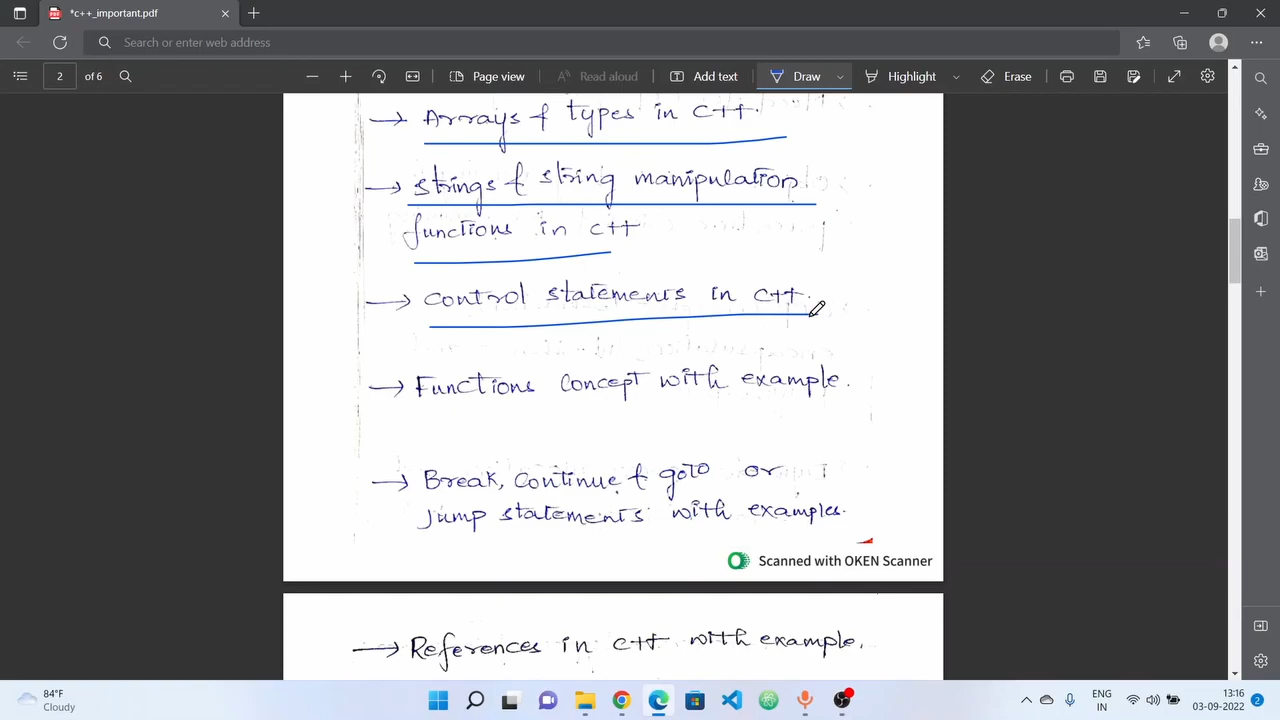 *c++_important.pdf
Search or enter web address
2 of 6
Page view
Read aloud
Add text
Draw
Highlight
Erase
→ Arrays & types in C++.
→ Strings & string manipulation
functions in C++
→ Control statements in C++.
→ Functions Concept with example.
→ Break, Continue & goto or
Jump statements with examples.
Scanned with OKEN Scanner
→ References in C++ with example.
84°F
Cloudy
ENG
IN
13:16
03-09-2022
2